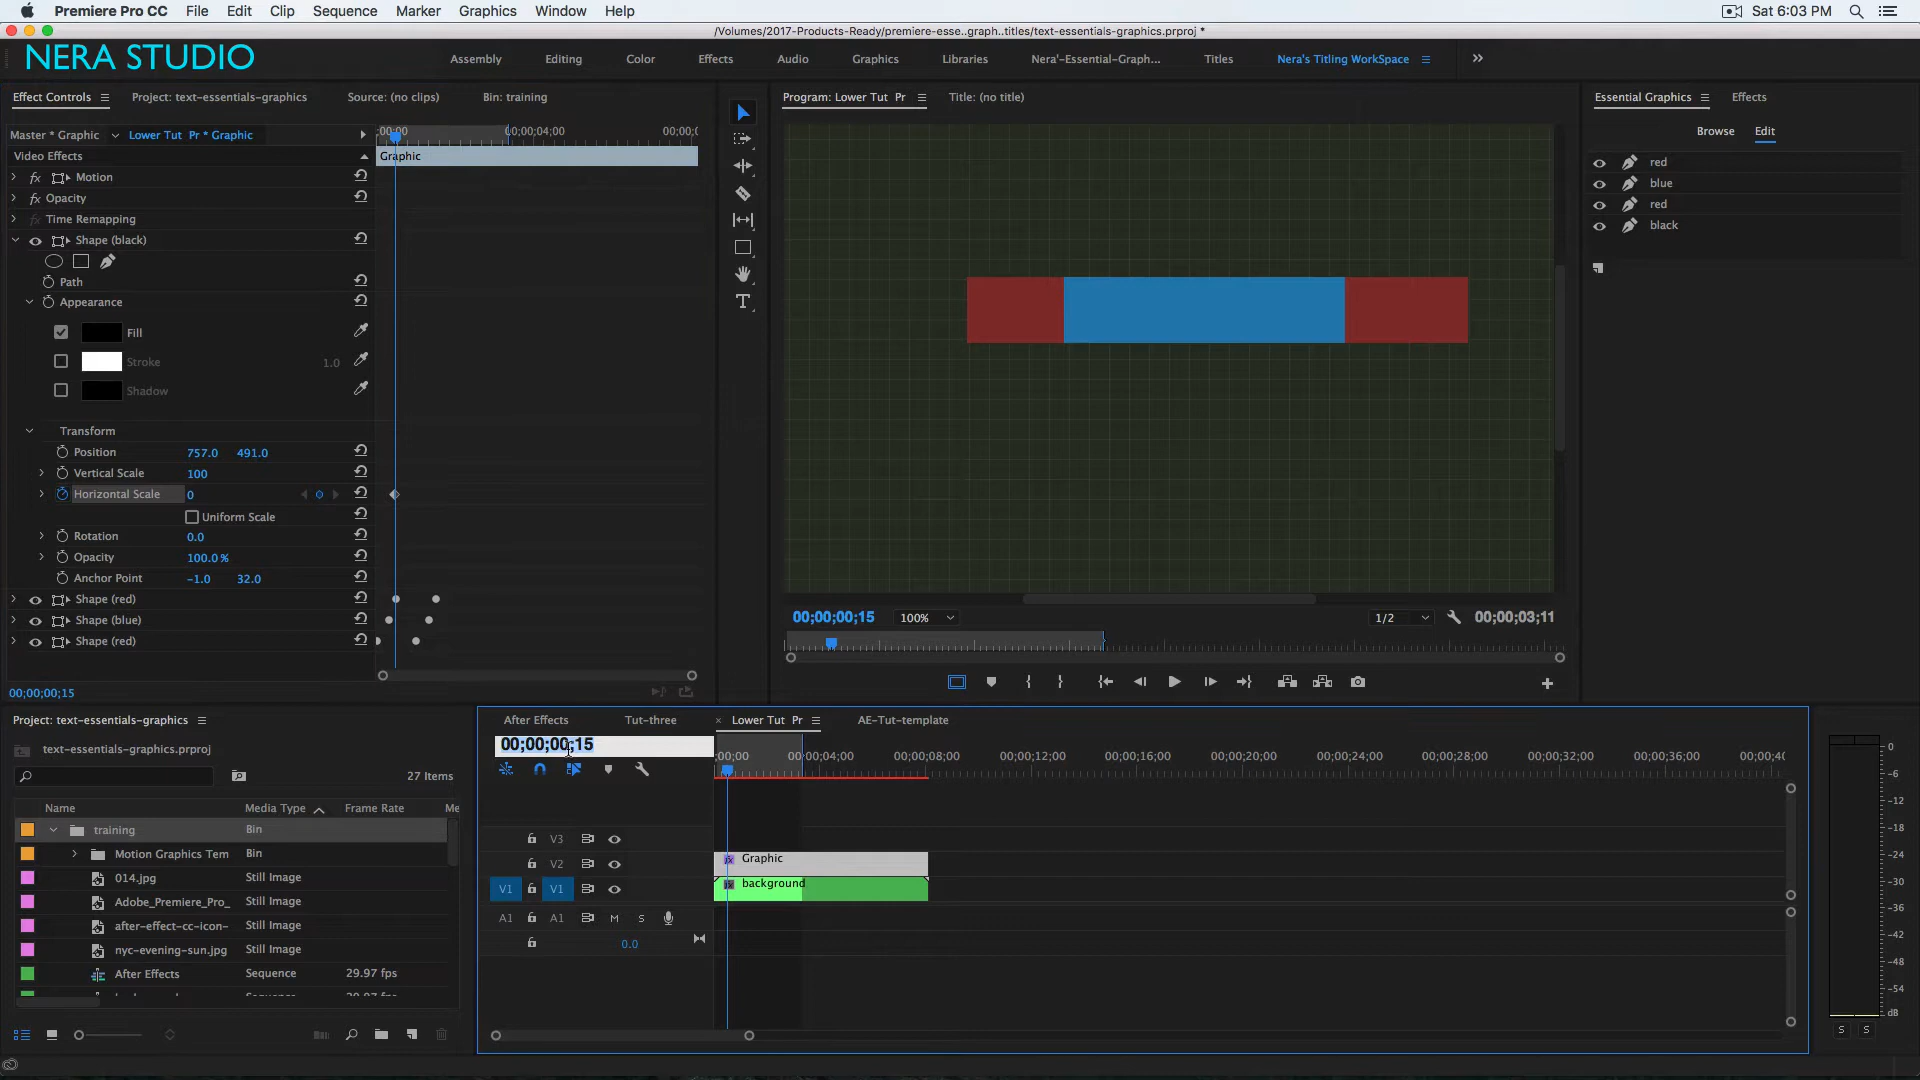 Premiere Pro CC File Edit Clip Sequence Marker Graphics Window Help Sat 6:03 PM
/Volumes/2017-Products-Ready/premiere-esse..graph..titles/text-essentials-graphics.prproj *
NERA STUDIO
Assembly Editing Color Effects Audio Graphics Libraries Nera'-Essential-Graph... Titles Nera's Titling WorkSpace
Effect Controls Project: text-essentials-graphics Source: (no clips) Bin: training
Program: Lower Tut Pr Title: (no title)
Essential Graphics Effects
Browse Edit
Master * Graphic Lower Tut Pr * Graphic
00;00;04;00
Video Effects Graphic
fx Motion
fx Opacity
fx Time Remapping
Shape (black)
Path
Appearance
Fill
Stroke 1.0
Shadow
Transform
Position 757.0 491.0
Vertical Scale 100
Horizontal Scale 0
Uniform Scale
Rotation 0.0
Opacity 100.0 %
Anchor Point -1.0 32.0
Shape (red)
Shape (blue)
Shape (red)
00;00;00;15
red
blue
red
black
00;00;00;15 100% 1/2 00;00;03;11
Project: text-essentials-graphics
text-essentials-graphics.prproj
27 Items
Name Media Type Frame Rate Me
training Bin
Motion Graphics Tem Bin
014.jpg Still Image
Adobe_Premiere_Pro_ Still Image
after-effect-cc-icon- Still Image
nyc-evening-sun.jpg Still Image
After Effects Sequence 29.97 fps
After Effects Tut-three × Lower Tut Pr AE-Tut-template
00;00;00;15
;00;00 00;00;04;00 00;00;08;00 00;00;12;00 00;00;16;00 00;00;20;00 00;00;24;00 00;00;28;00 00;00;32;00 00;00;36;00 00;00;40
V3
V2 fx Graphic
V1 V1 fx background
A1 A1 M S
0.0
0
-6
-12
-18
-24
-30
-36
-42
-48
-54
dB
S S